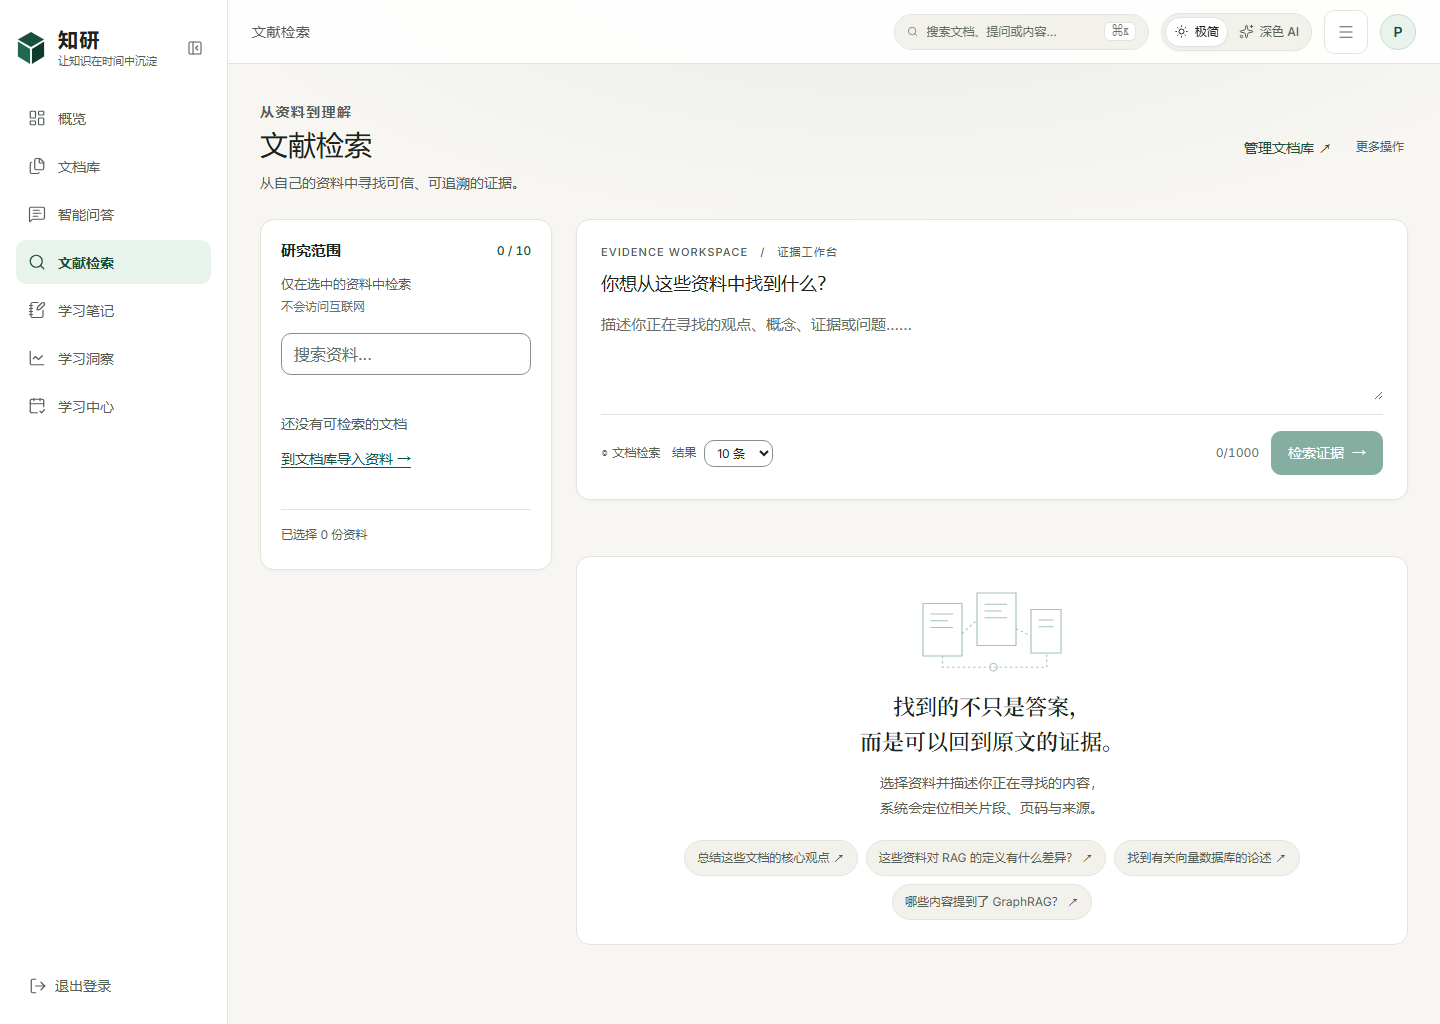 知研
让知识在时间中沉淀
概览
文档库
智能问答
文献检索
学习笔记
学习洞察
学习中心
退出登录
文献检索
搜索文档、提问或内容...
⌘K
极简
深色 AI
P
从资料到理解
文献检索
从自己的资料中寻找可信、可追溯的证据。
管理文档库 ↗
更多操作
研究范围
0 / 10
仅在选中的资料中检索
不会访问互联网
搜索资料...
还没有可检索的文档
到文档库导入资料 →
已选择 0 份资料
EVIDENCE WORKSPACE / 证据工作台
你想从这些资料中找到什么？
描述你正在寻找的观点、概念、证据或问题……
文档检索 结果 10 条
0/1000
检索证据 →
找到的不只是答案，
而是可以回到原文的证据。
选择资料并描述你正在寻找的内容，
系统会定位相关片段、页码与来源。
总结这些文档的核心观点 ↗
这些资料对 RAG 的定义有什么差异？ ↗
找到有关向量数据库的论述 ↗
哪些内容提到了 GraphRAG？ ↗